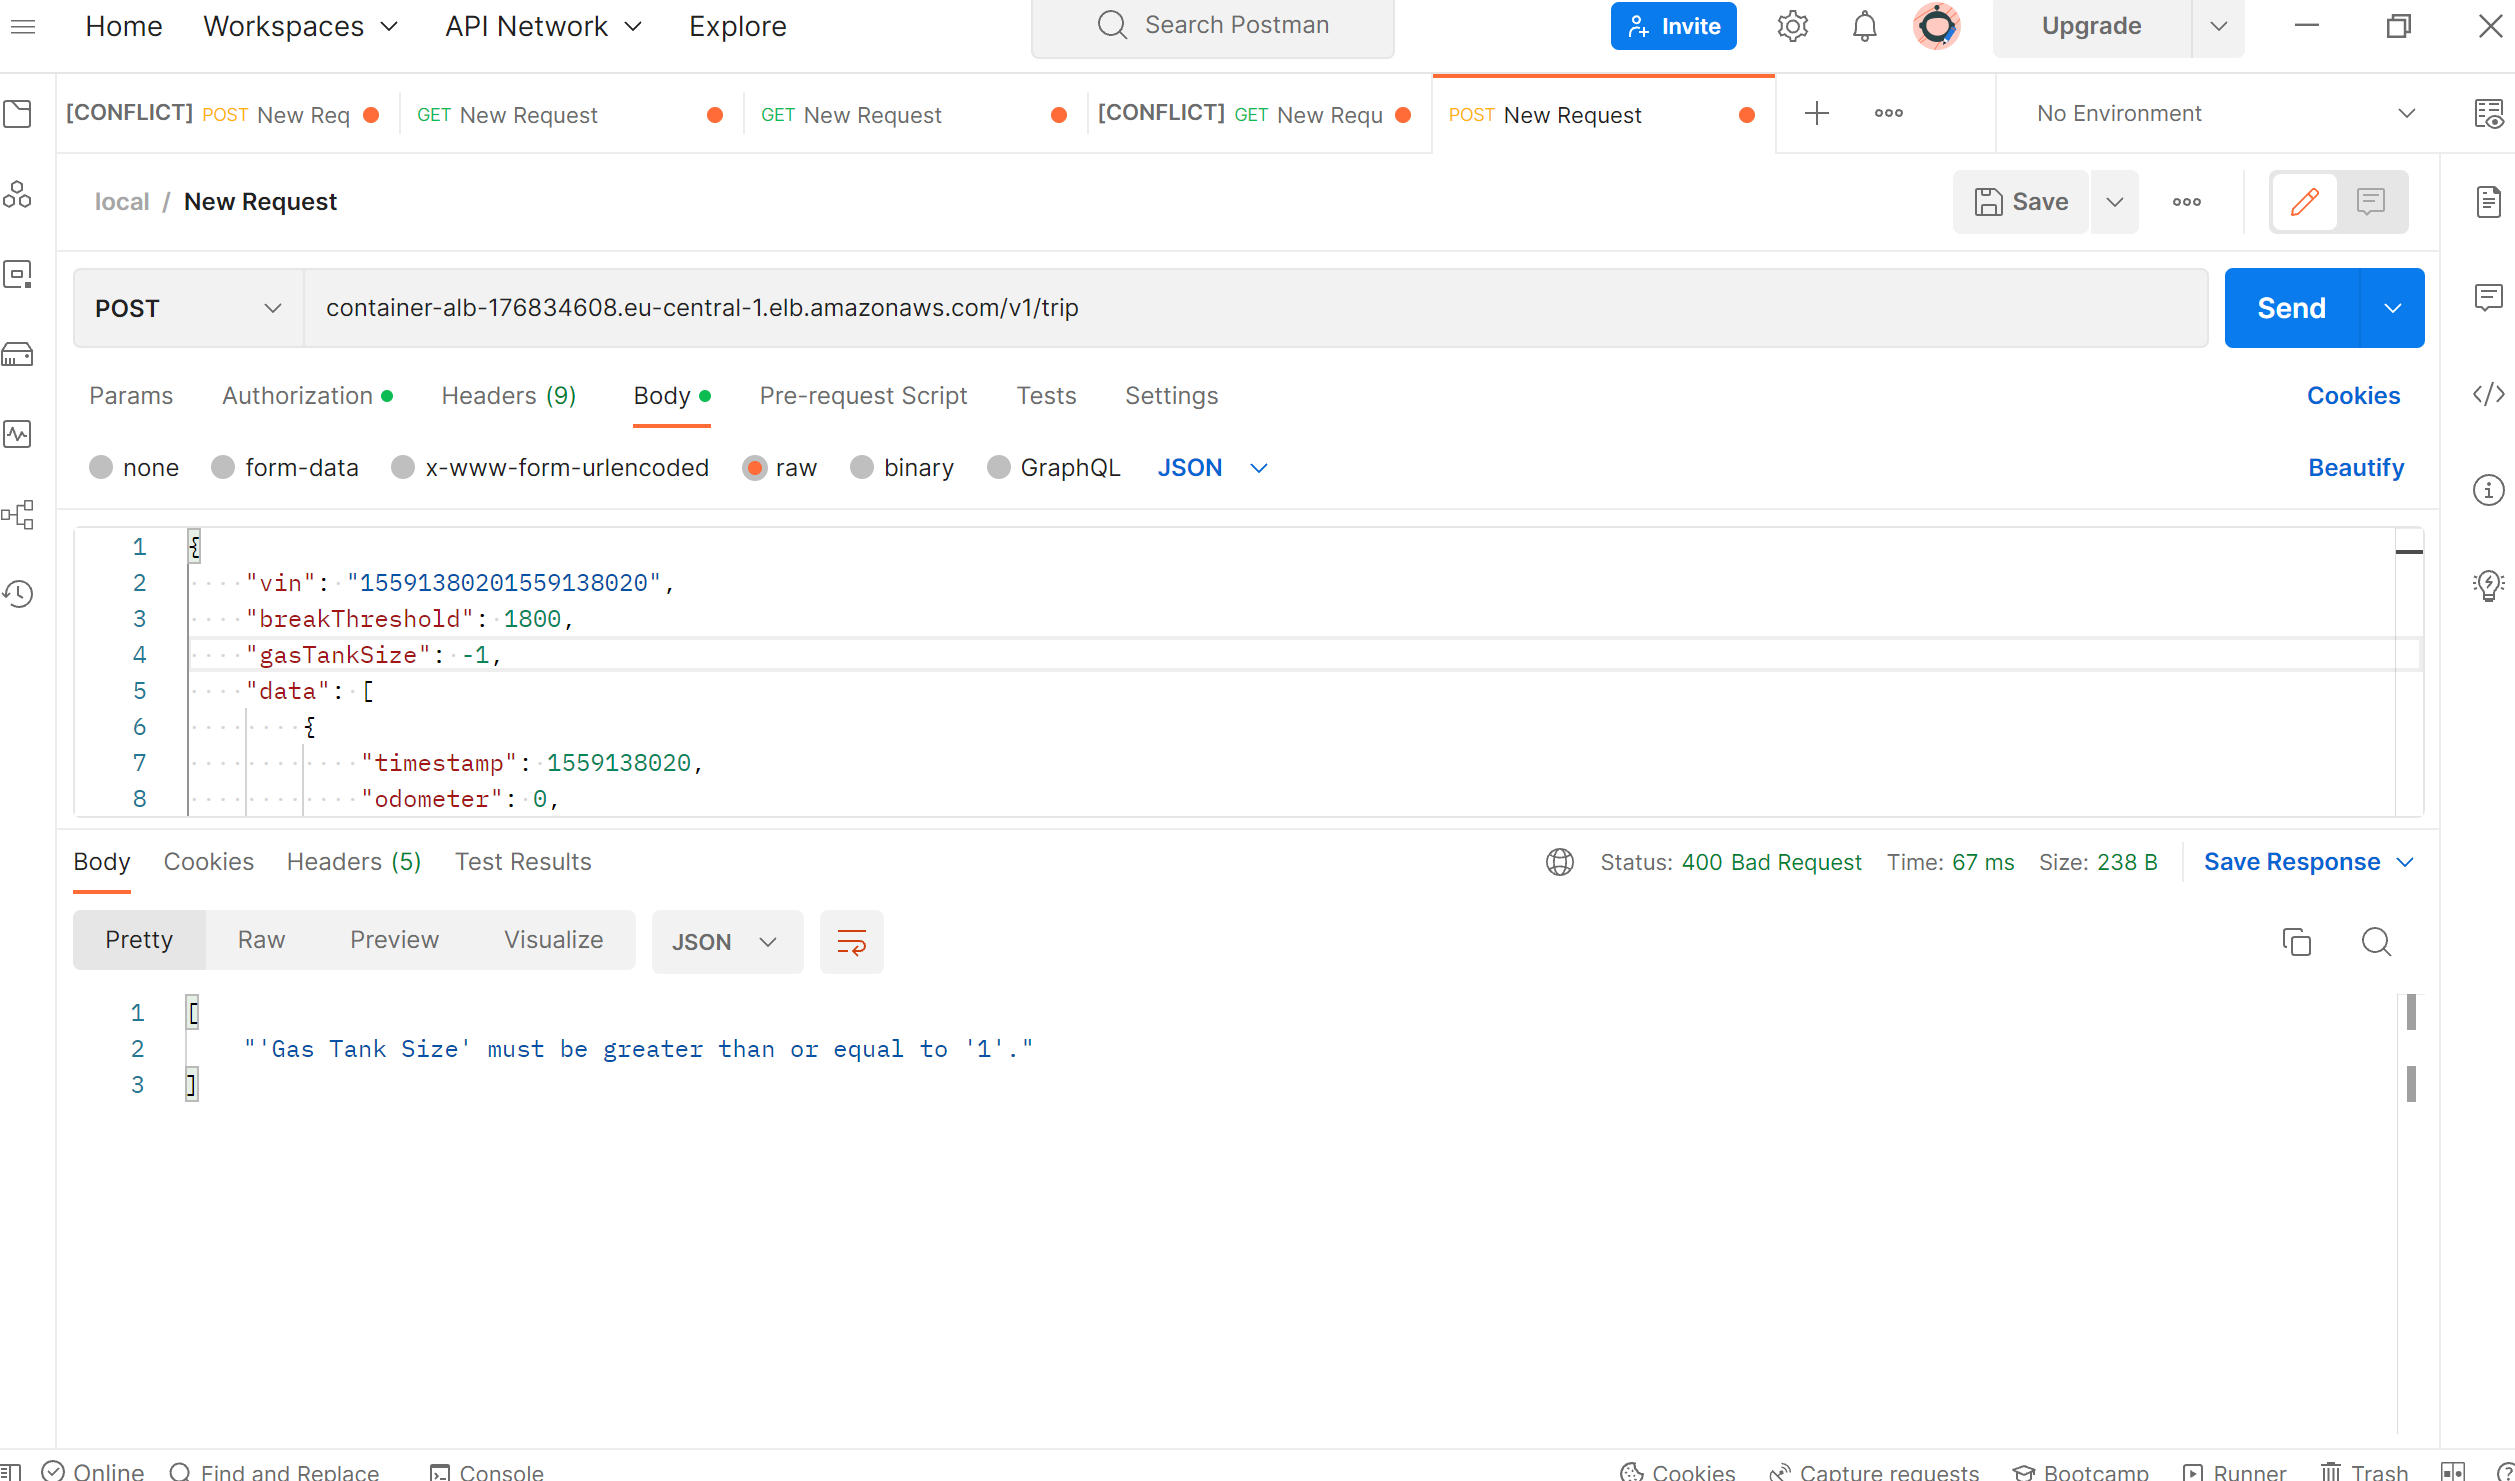 Home Workspaces API Network Explore Search Postman Invite Upgrade
[CONFLICT] POST New Req GET New Request GET New Request [CONFLICT] GET New Requ POST New Request No Environment
local / New Request Save
POST container-alb-176834608.eu-central-1.elb.amazonaws.com/v1/trip Send
Params Authorization Headers (9) Body Pre-request Script Tests Settings Cookies
none form-data x-www-form-urlencoded raw binary GraphQL JSON Beautify
1 {
2 "vin": "15591380201559138020",
3 "breakThreshold": 1800,
4 "gasTankSize": -1,
5 "data": [
6 {
7 "timestamp": 1559138020,
8 "odometer": 0,
Body Cookies Headers (5) Test Results Status: 400 Bad Request Time: 67 ms Size: 238 B Save Response
Pretty Raw Preview Visualize JSON
1 [
2 "'Gas Tank Size' must be greater than or equal to '1'."
3 ]
Online Find and Replace Console Cookies Capture requests Bootcamp Runner Trash